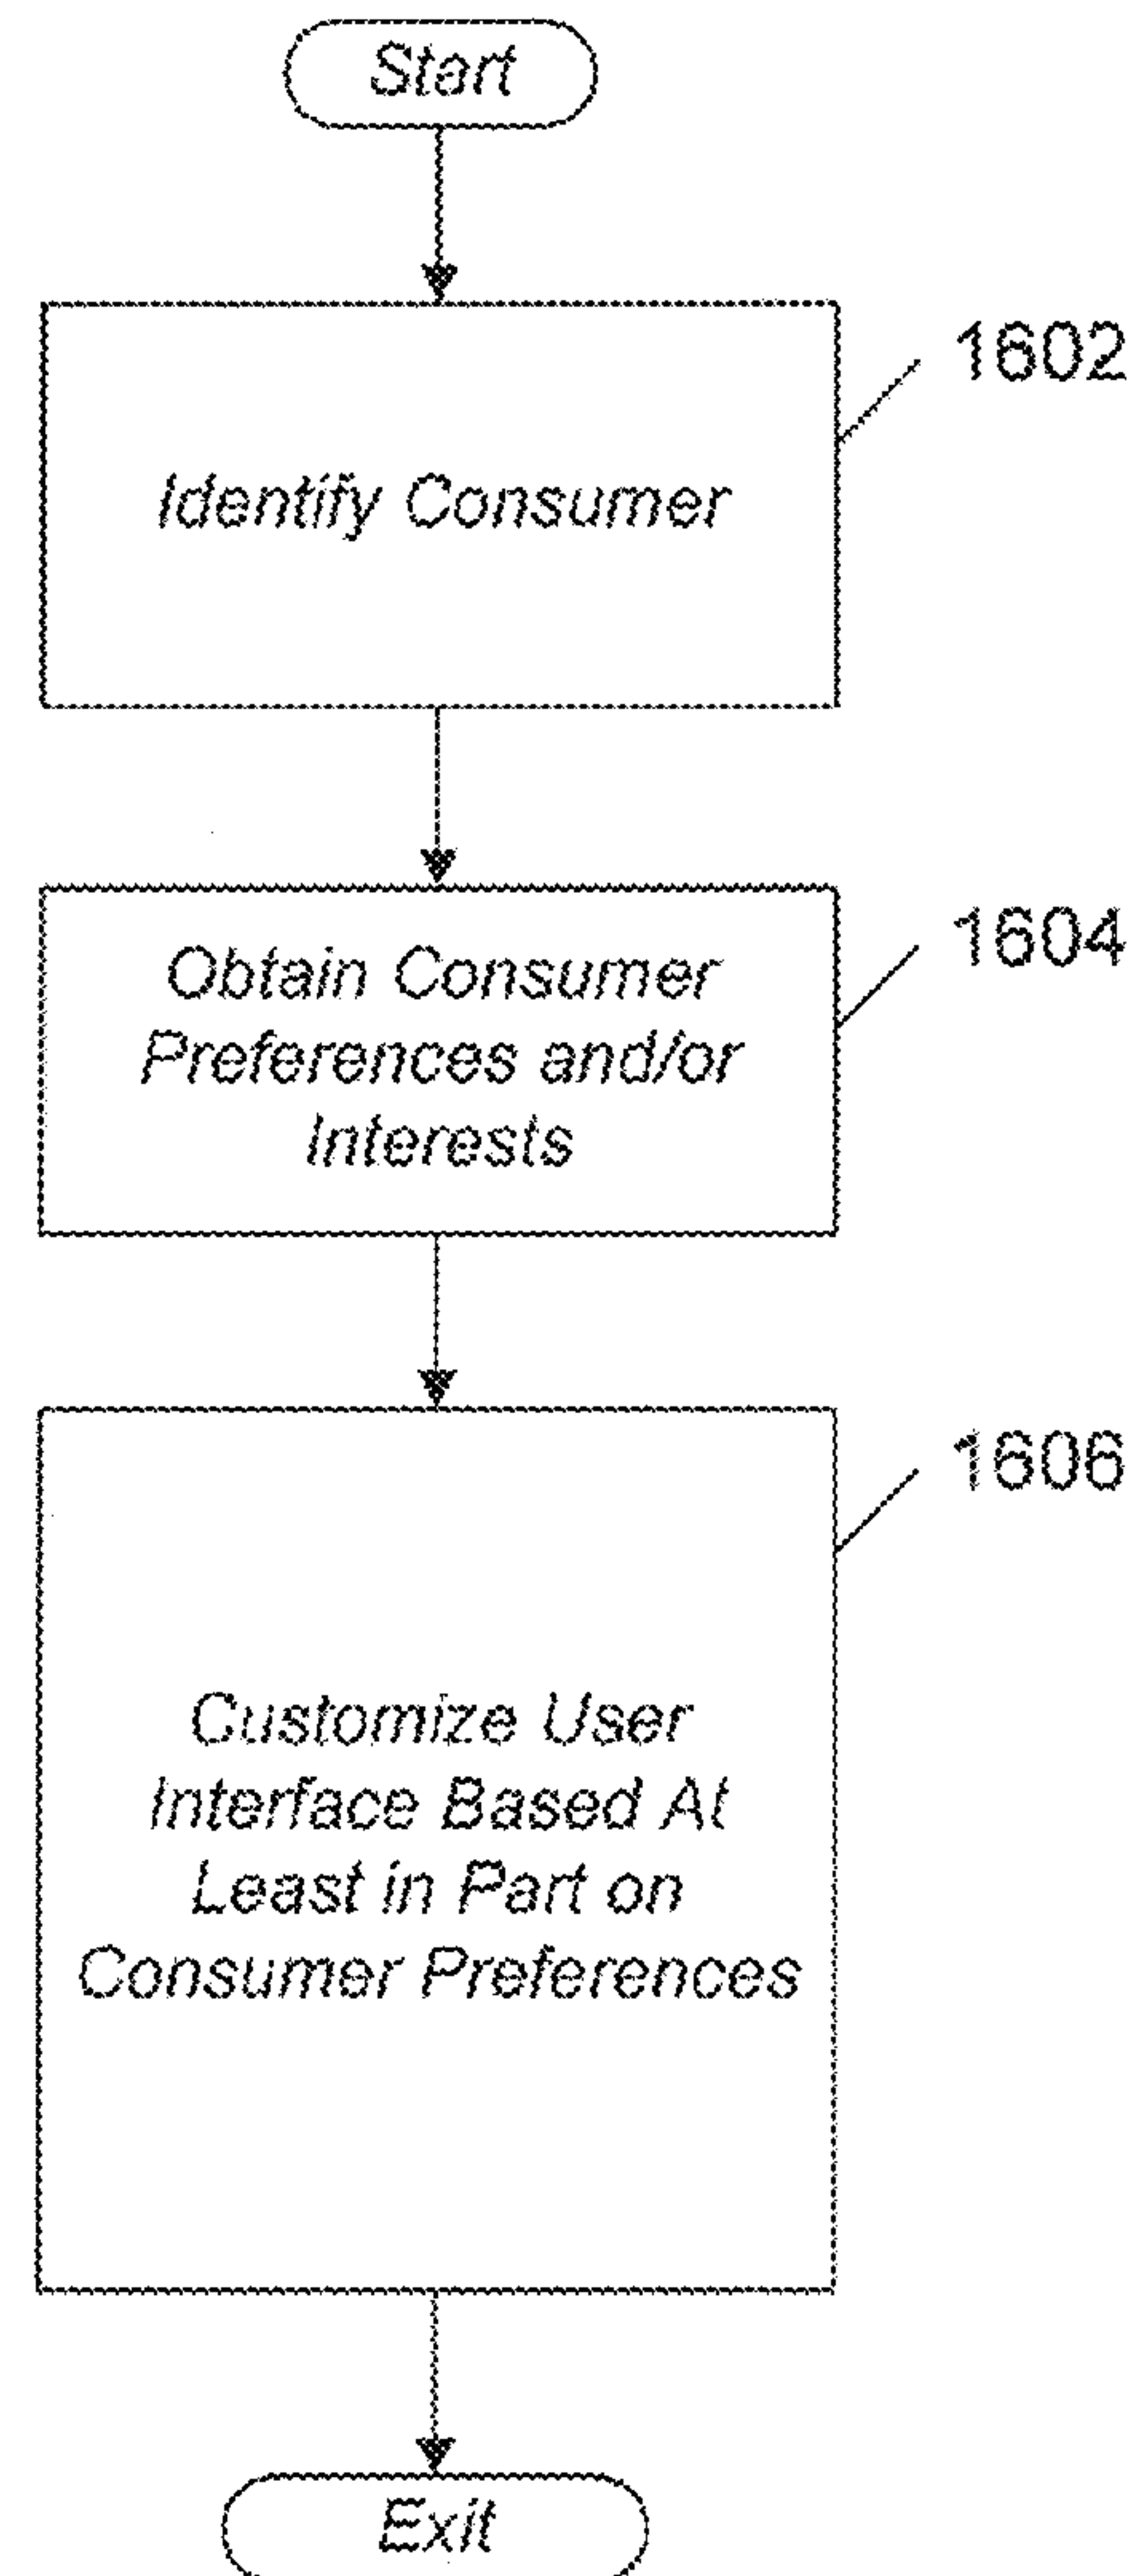 Start
1602
Identify Consumer
1604
Obtain Consumer
Preferences and/or
Interests
1606
Customize User
Interface Based At
Least in Part on
Consumer Preferences
Exit